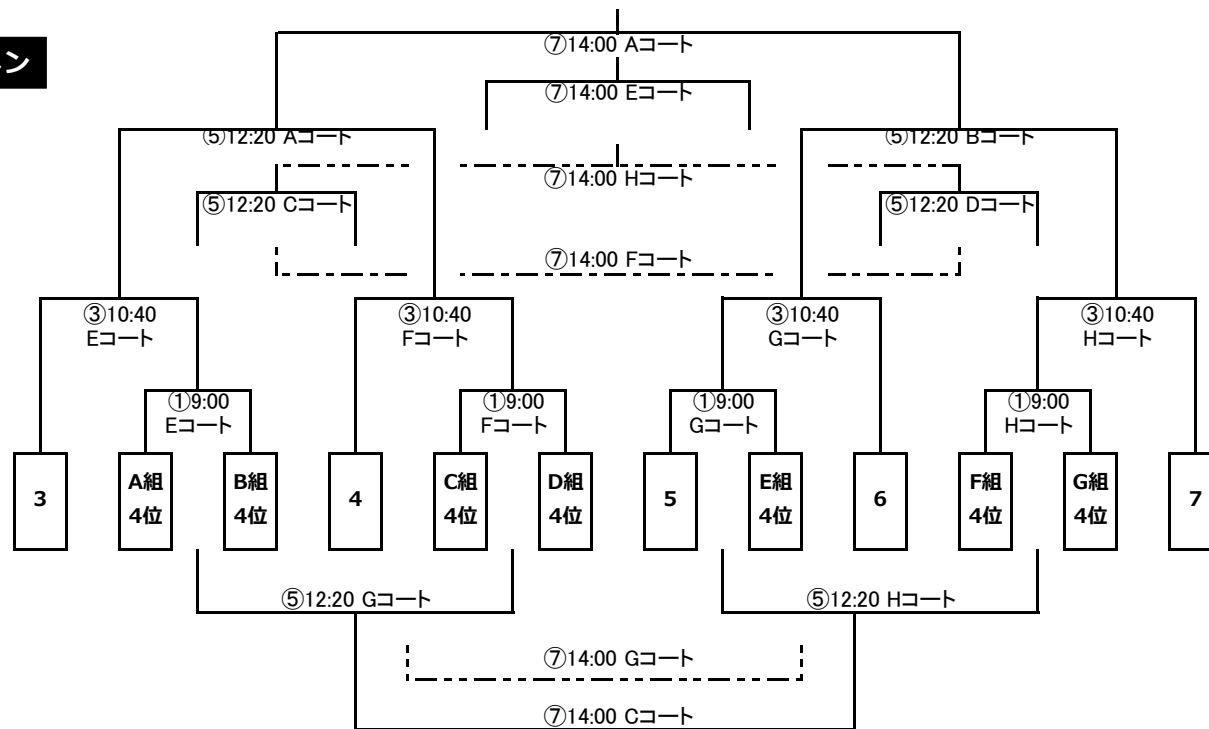 ⑦14:00 Aコート
ン
⑦14:00 Eコート
⑤12:20 Aコート
⑤12:20 Bコート
⑦14:00 Hコート
⑤12:20 Cコート
⑤12:20 Dコート
⑦14:00 Fコート
③10:40
Eコート
③10:40
Fコート
③10:40
Gコート
③10:40
Hコート
①9:00
Eコート
①9:00
Fコート
①9:00
Gコート
①9:00
Hコート
3
A組
4位
B組
4位
4
C組
4位
D組
4位
5
E組
4位
6
F組
4位
G組
4位
7
⑤12:20 Gコート
⑤12:20 Hコート
⑦14:00 Gコート
⑦14:00 Cコート